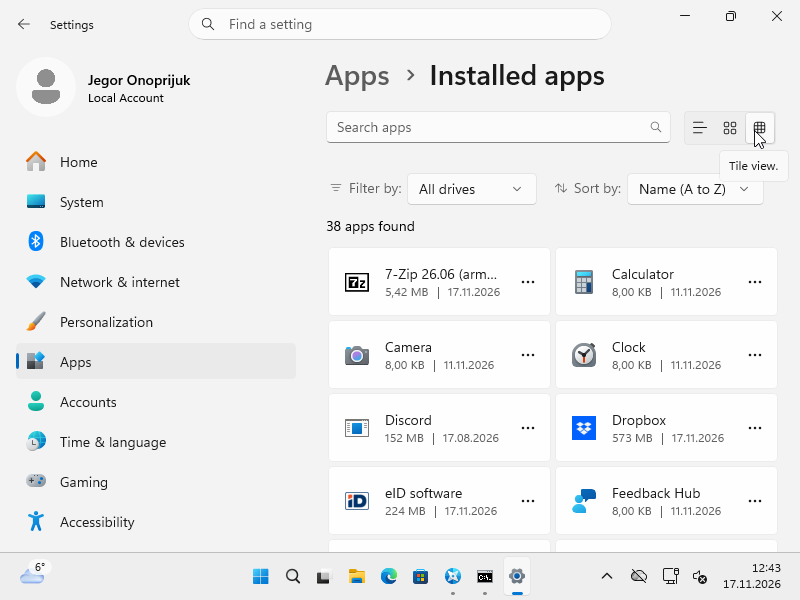 Settings
Find a setting
Jegor Onoprijuk
Local Account
Home
System
Bluetooth & devices
Network & internet
Personalization
Apps
Accounts
Time & language
Gaming
Accessibility
Apps > Installed apps
Search apps
Tile view.
Filter by: All drives
Sort by: Name (A to Z)
38 apps found
7-Zip 26.06 (arm...
5,42 MB | 17.11.2026
Calculator
8,00 KB | 11.11.2026
Camera
8,00 KB | 11.11.2026
Clock
8,00 KB | 11.11.2026
Discord
152 MB | 17.08.2026
Dropbox
573 MB | 17.11.2026
eID software
224 MB | 17.11.2026
Feedback Hub
8,00 KB | 11.11.2026
6°
12:43
17.11.2026